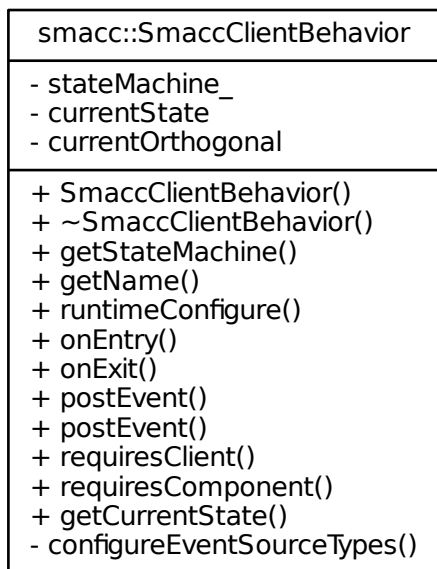 smacc::SmaccClientBehavior
- stateMachine_
- currentState
- currentOrthogonal
+ SmaccClientBehavior()
+ ~SmaccClientBehavior()
+ getStateMachine()
+ getName()
+ runtimeConfigure()
+ onEntry()
+ onExit()
+ postEvent()
+ postEvent()
+ requiresClient()
+ requiresComponent()
+ getCurrentState()
- configureEventSourceTypes()